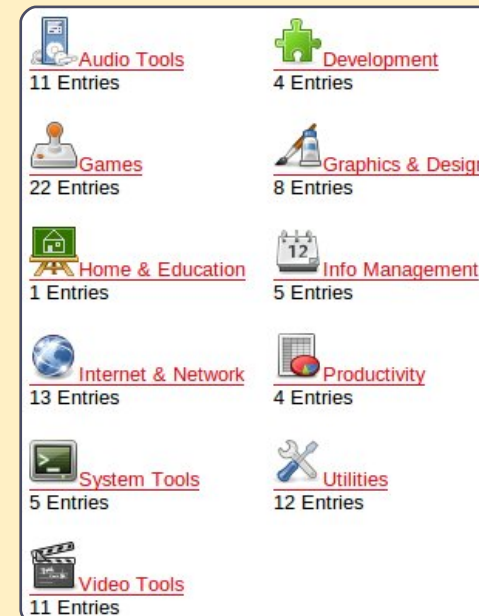 Audio Tools
11 Entries
Development
4 Entries
Games
22 Entries
Graphics & Design
8 Entries
Home & Education
1 Entries
12
Info Management
5 Entries
Internet & Network
13 Entries
Productivity
4 Entries
System Tools
5 Entries
Utilities
12 Entries
Video Tools
11 Entries